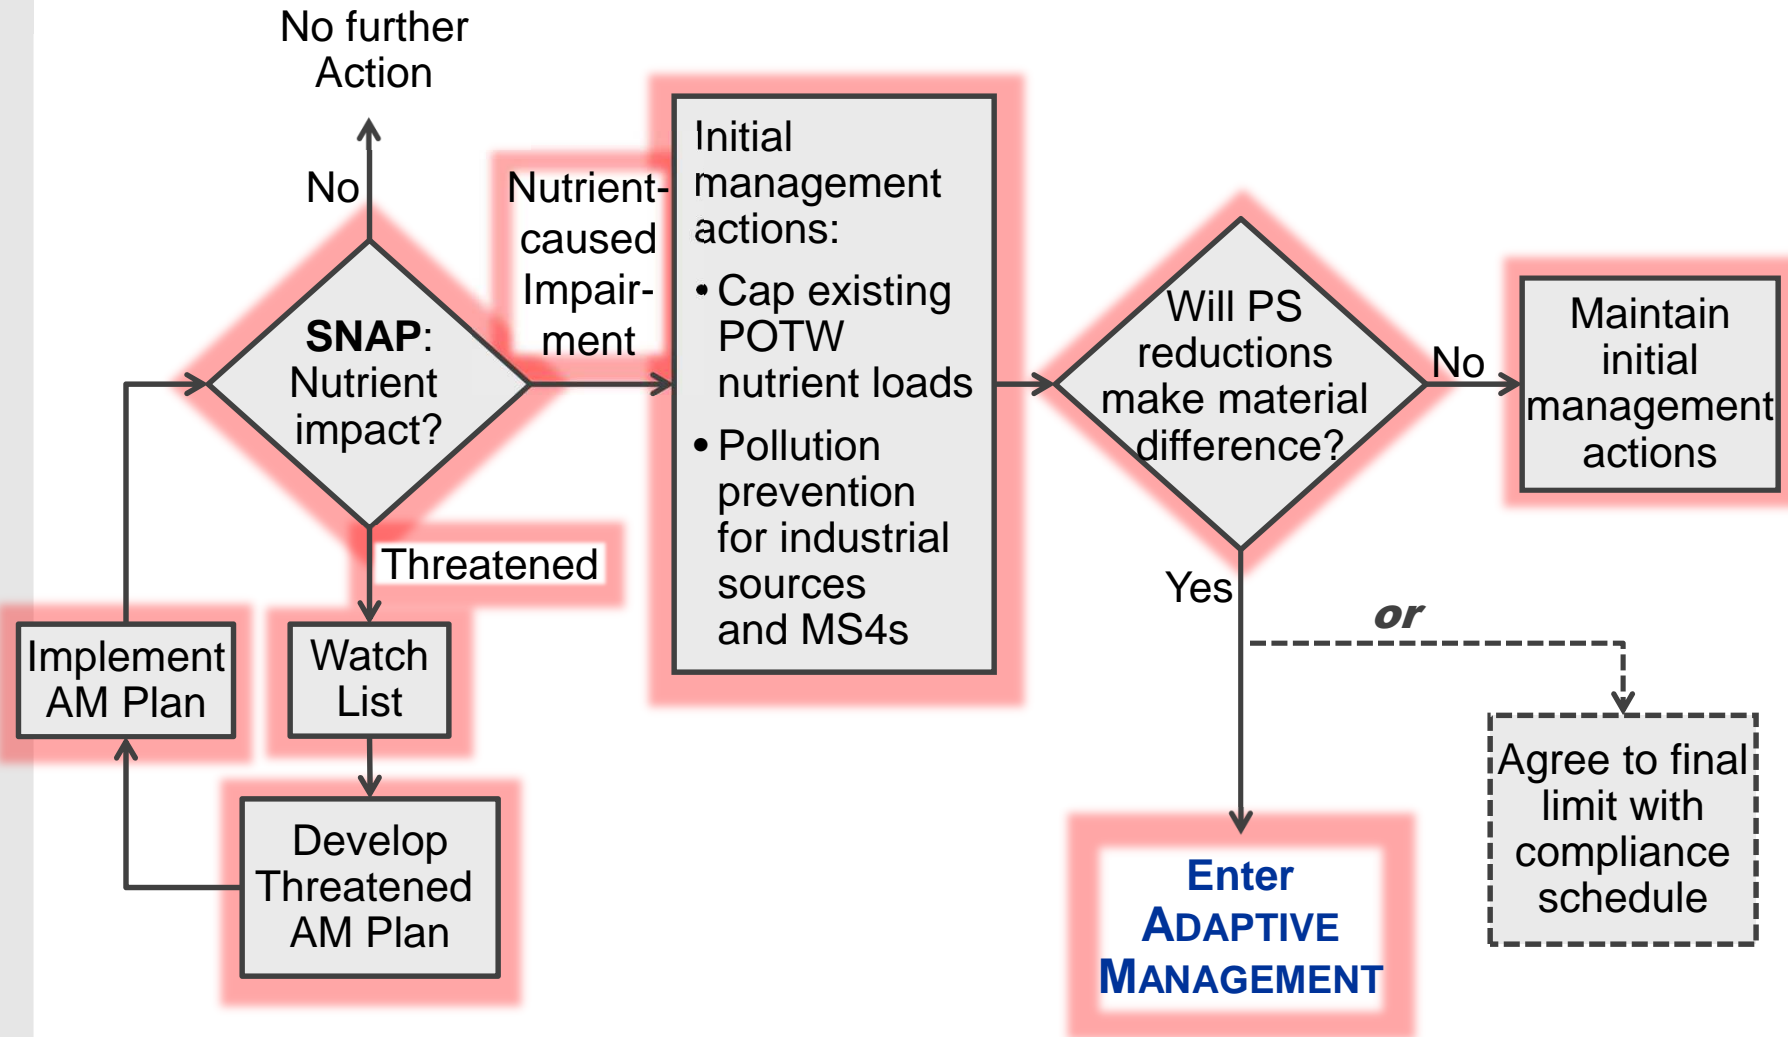 No further
Action
No
Nutrient-
caused
Impair-
ment
SNAP:
Nutrient
impact?
Threatened
Watch
List
Develop
Threatened
AM Plan
Implement
AM Plan
Initial
management
actions:
• Cap existing
POTW
nutrient loads
• Pollution
prevention
for industrial
sources
and MS4s
Will PS
reductions
make material
difference?
No
Maintain
initial
management
actions
Yes
or
Enter
ADAPTIVE
MANAGEMENT
Agree to final
limit with
compliance
schedule